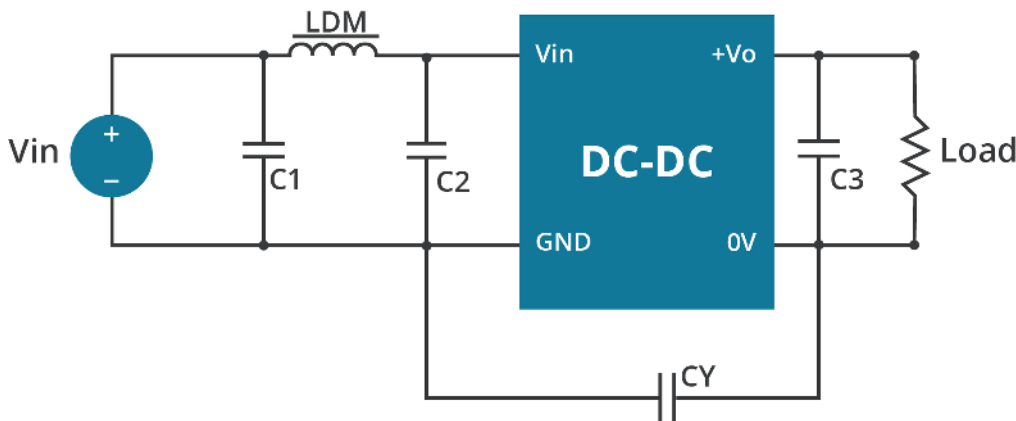 LDM
Vin
+
−
C1
C2
Vin
+Vo
DC-DC
GND
0V
C3
Load
CY